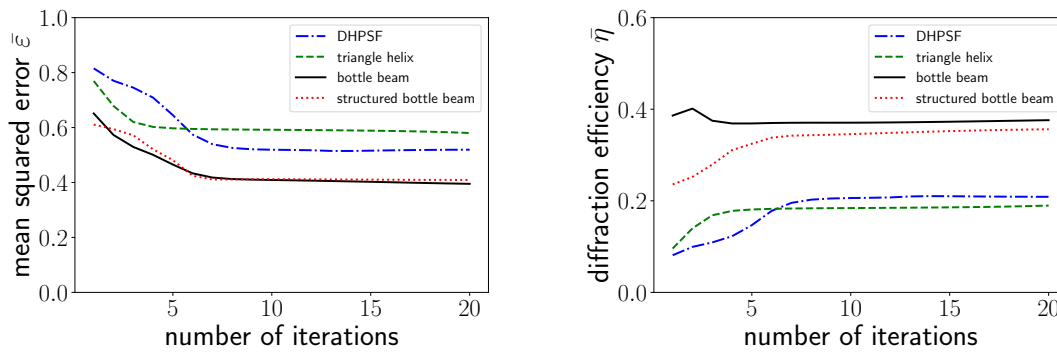 mean squared error ε̄
1.0
0.8
0.6
0.4
0.2
0.0
5
10
15
20
number of iterations
DHPSF
triangle helix
bottle beam
structured bottle beam
diffraction efficiency η̄
0.6
0.4
0.2
0.0
5
10
15
20
number of iterations
DHPSF
triangle helix
bottle beam
structured bottle beam